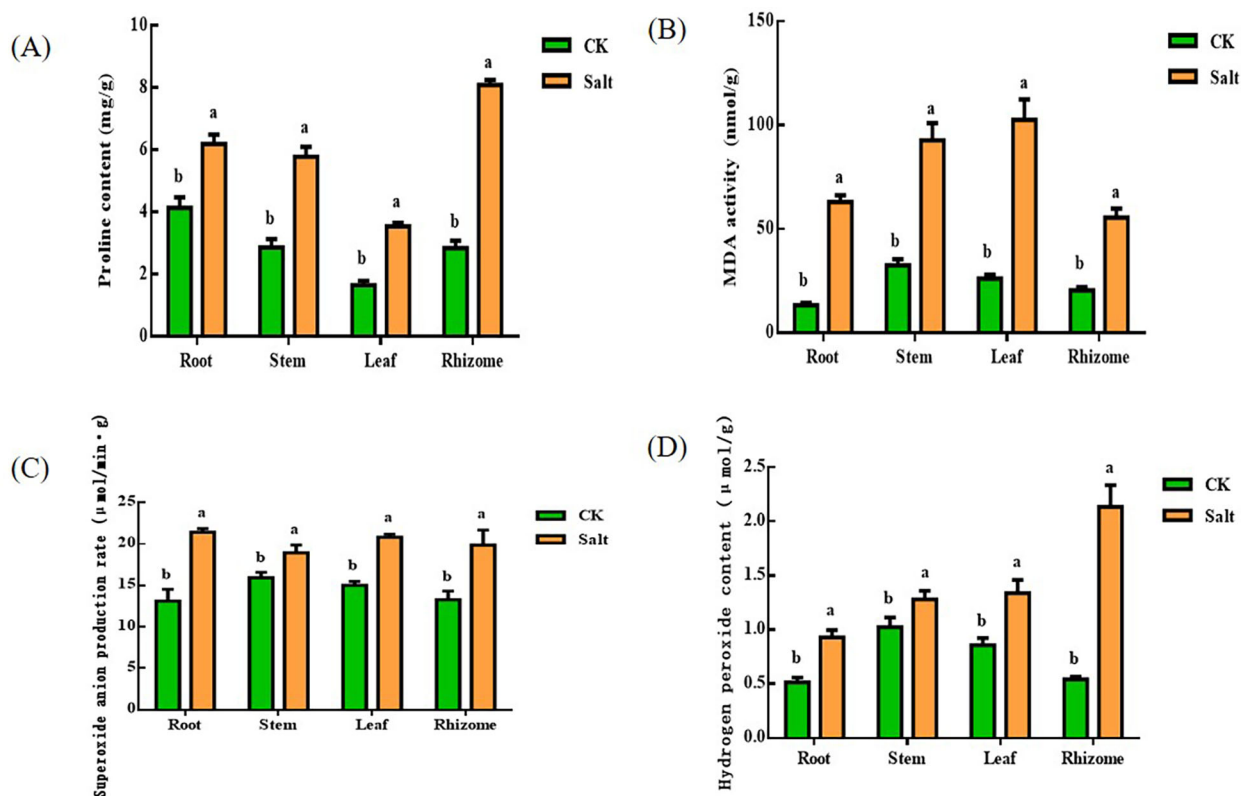 (A)
Proline content (mg/g)
10
8
6
4
2
0
b
a
b
a
b
a
b
a
Root
Stem
Leaf
Rhizome
CK
Salt
(B)
MDA activity (nmol/g)
150
100
50
0
b
a
b
a
b
a
b
a
Root
Stem
Leaf
Rhizome
CK
Salt
(C)
Superoxide anion production rate (μmol/min·g)
25
20
15
10
5
0
b
a
b
a
b
a
b
a
Root
Stem
Leaf
Rhizome
CK
Salt
(D)
Hydrogen peroxide content (μmol/g)
2.5
2.0
1.5
1.0
0.5
0.0
b
a
b
a
b
a
b
a
Root
Stem
Leaf
Rhizome
CK
Salt